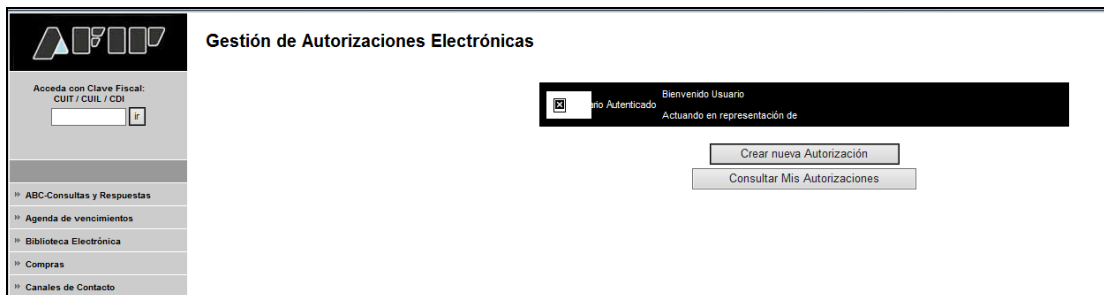 AFIP
Gestión de Autorizaciones Electrónicas
Acceda con Clave Fiscal:
CUIT / CUIL / CDI
ir
Bienvenido Usuario
ario Autenticado
Actuando en representación de
Crear nueva Autorización
Consultar Mis Autorizaciones
» ABC-Consultas y Respuestas
» Agenda de vencimientos
» Biblioteca Electrónica
» Compras
» Canales de Contacto